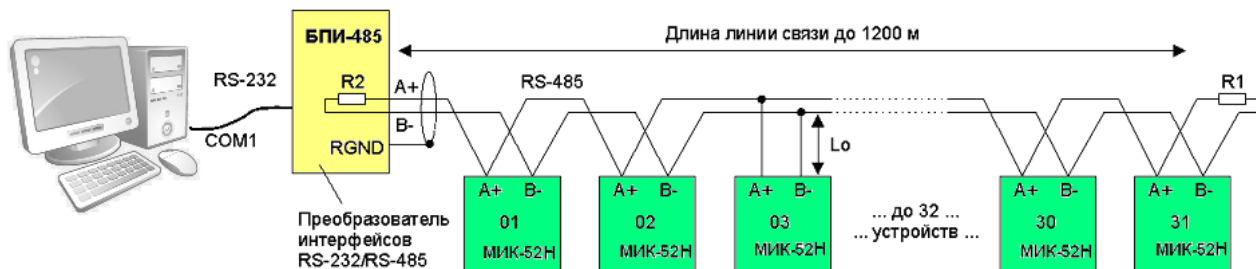 БПИ-485
Длина линии связи до 1200 м
RS-232
R2
A+
RS-485
R1
COM1
B-
RGND
Lo
A+ B-
01
МИК-52Н
A+ B-
02
МИК-52Н
A+ B-
03
МИК-52Н
... до 32 ...
... устройств ...
A+ B-
30
МИК-52Н
A+ B-
31
МИК-52Н
Преобразователь
интерфейсов
RS-232/RS-485